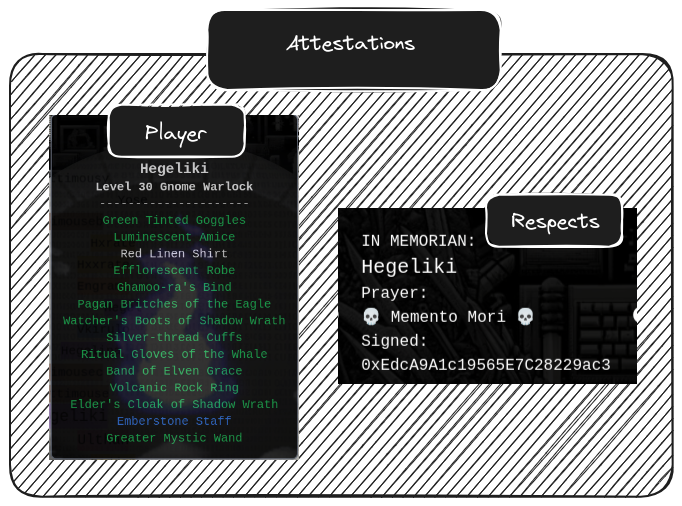 Attestations
Player
Hegeliki
Level 30 Gnome Warlock
---------------------
Green Tinted Goggles
Luminescent Amice
Red Linen Shirt
Efflorescent Robe
Ghamoo-ra's Bind
Pagan Britches of the Eagle
Watcher's Boots of Shadow Wrath
Silver-thread Cuffs
Ritual Gloves of the Whale
Band of Elven Grace
Volcanic Rock Ring
Elder's Cloak of Shadow Wrath
Emberstone Staff
Greater Mystic Wand
Respects
IN MEMORIAN:
Hegeliki
Prayer:
💀 Memento Mori 💀
Signed:
0xEdcA9A1c19565E7C28229ac3